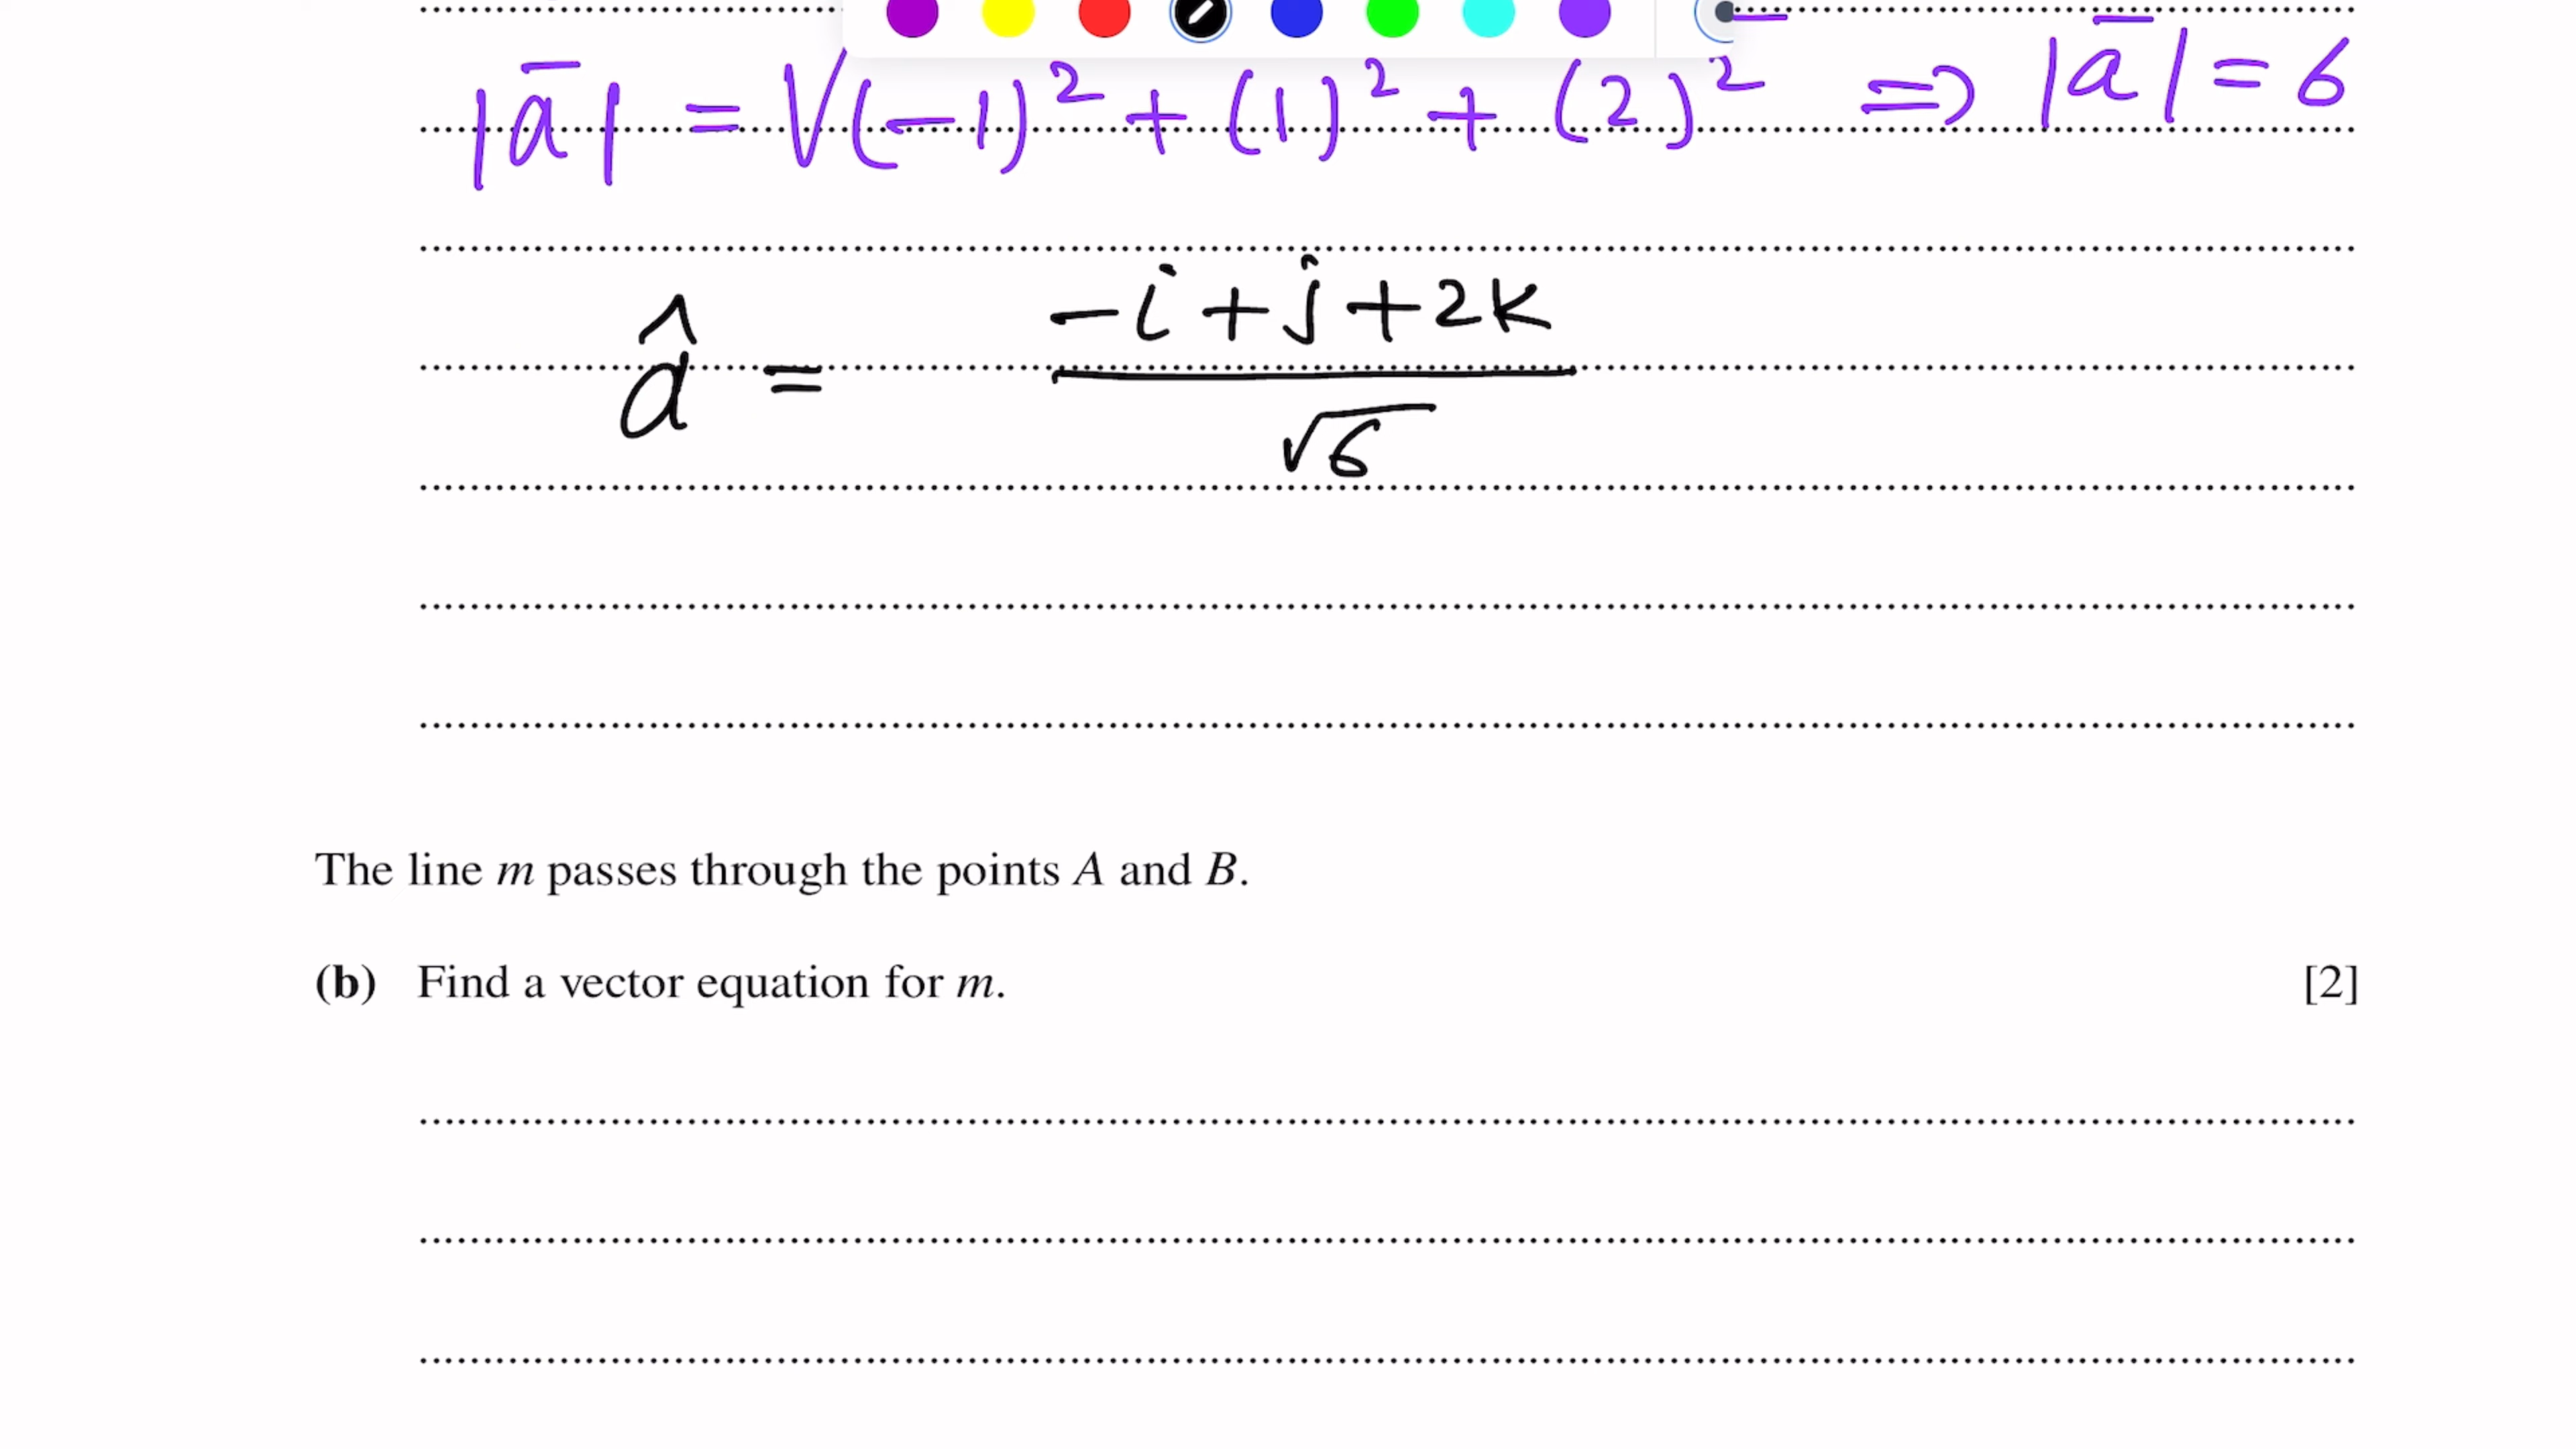 |a̅| = √(-1)² + (1)² + (2)² ⇒ |a̅| = 6
â = -i + j + 2k
√6
The line m passes through the points A and B.
(b) Find a vector equation for m. [2]